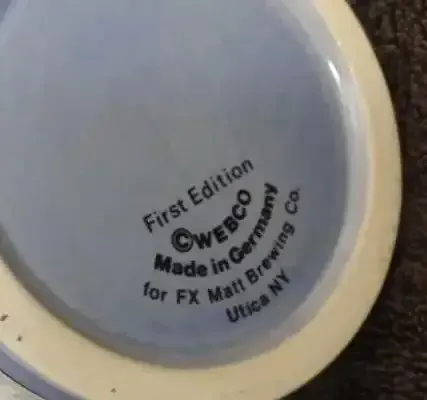 First Edition
©WEBCO
Made in Germany
for FX Matt Brewing Co.
Utica NY